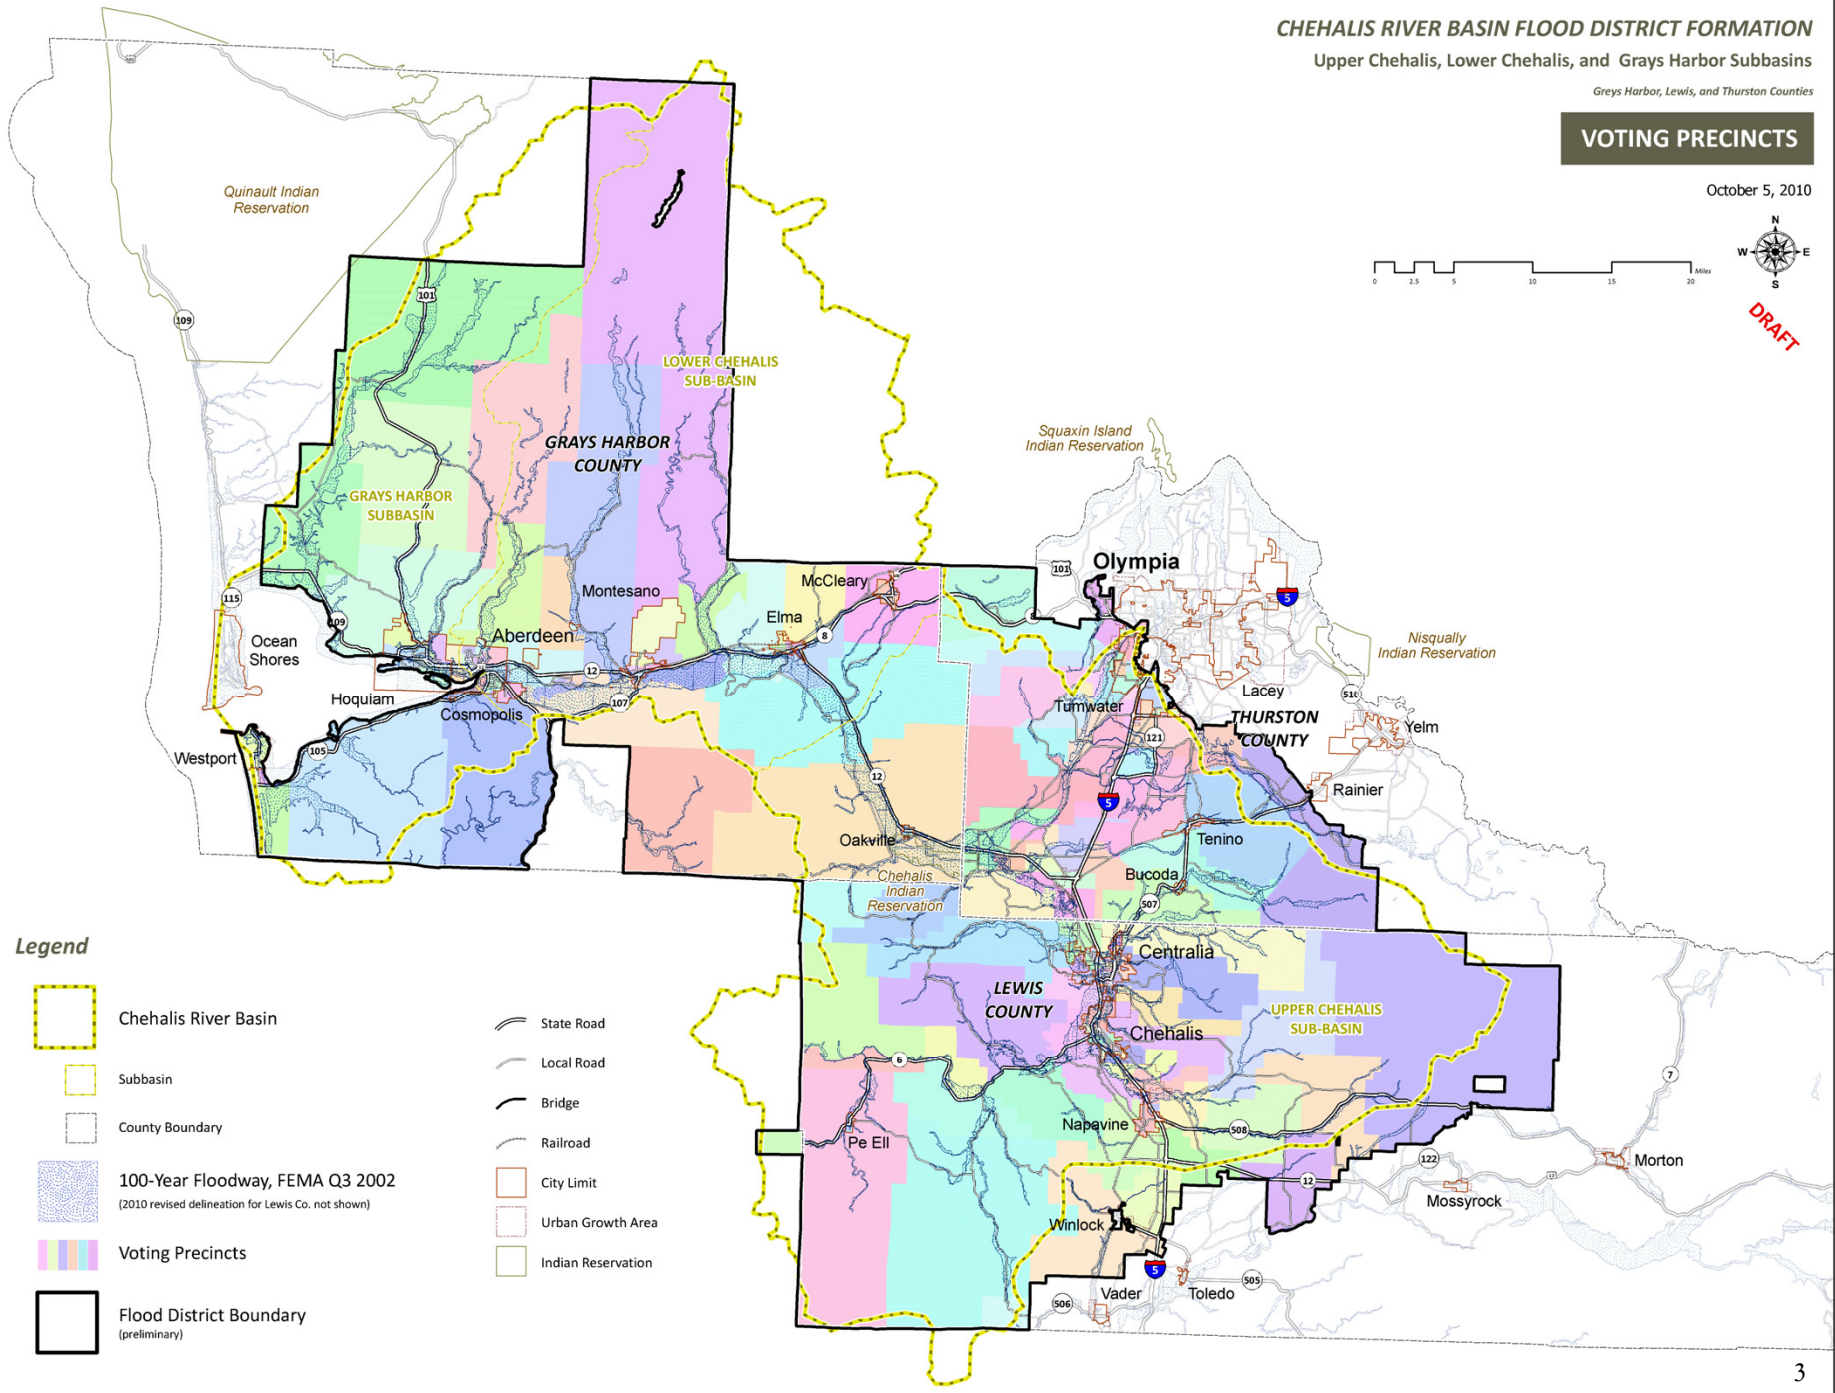 CHEHALIS RIVER BASIN FLOOD DISTRICT FORMATION
Upper Chehalis, Lower Chehalis, and Grays Harbor Subbasins
Greys Harbor, Lewis, and Thurston Counties
VOTING PRECINCTS
October 5, 2010
N
W
E
S
Miles
0
2.5
5
10
15
20
DRAFT
Quinault Indian
Reservation
101
109
LOWER CHEHALIS
SUB-BASIN
GRAYS HARBOR
COUNTY
GRAYS HARBOR
SUBBASIN
Squaxin Island
Indian Reservation
Olympia
101
5
McCleary
Montesano
Elma
8
115
109
Aberdeen
Ocean
Shores
Hoquiam
12
107
Cosmopolis
Nisqually
Indian Reservation
Lacey
510
Tumwater
THURSTON
COUNTY
Yelm
121
Westport
105
12
5
Rainier
Oakville
Tenino
Chehalis
Indian
Reservation
Bucoda
507
Centralia
LEWIS
COUNTY
UPPER CHEHALIS
SUB-BASIN
Chehalis
6
7
Napavine
508
Pe Ell
122
Morton
12
Mossyrock
Winlock
5
505
Vader
Toledo
506
Legend
Chehalis River Basin
Subbasin
County Boundary
100-Year Floodway, FEMA Q3 2002
(2010 revised delineation for Lewis Co. not shown)
Voting Precincts
Flood District Boundary
(preliminary)
State Road
Local Road
Bridge
Railroad
City Limit
Urban Growth Area
Indian Reservation
3